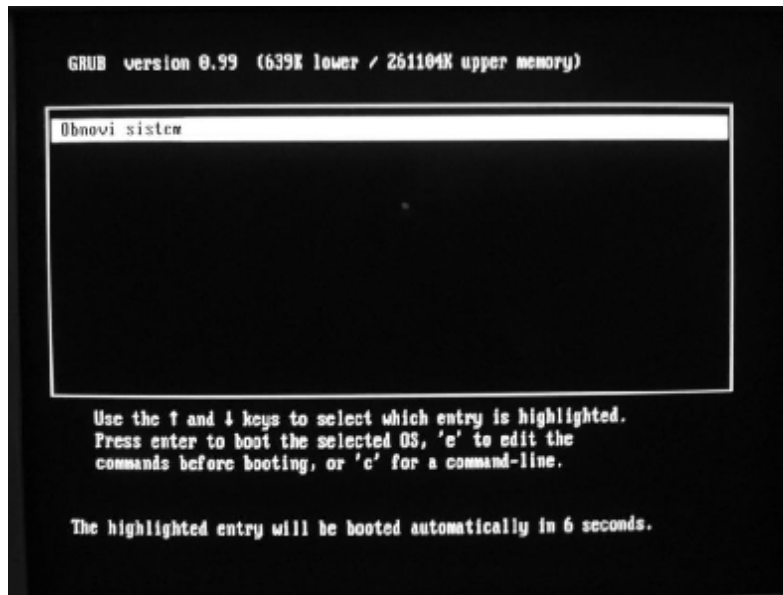 GRUB version 0.99 (639K lower / 261104K upper memory)
Obnovi sistem
Use the ↑ and ↓ keys to select which entry is highlighted.
Press enter to boot the selected OS, 'e' to edit the
commands before booting, or 'c' for a command-line.
The highlighted entry will be booted automatically in 6 seconds.